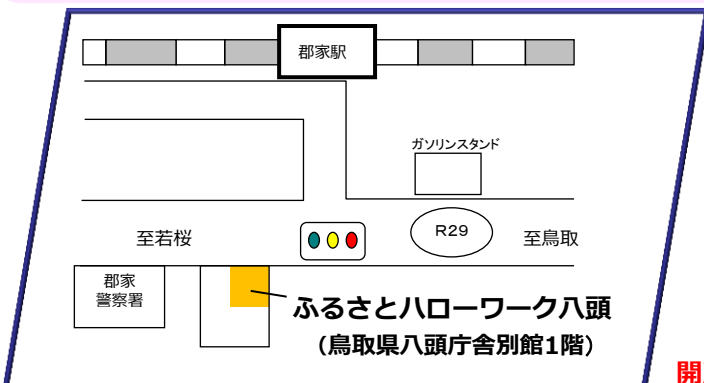 郡家駅
ガソリンスタンド
至若桜
R29
至鳥取
郡家
警察署
ふるさとハローワーク八頭
（鳥取県八頭庁舎別館1階）
開